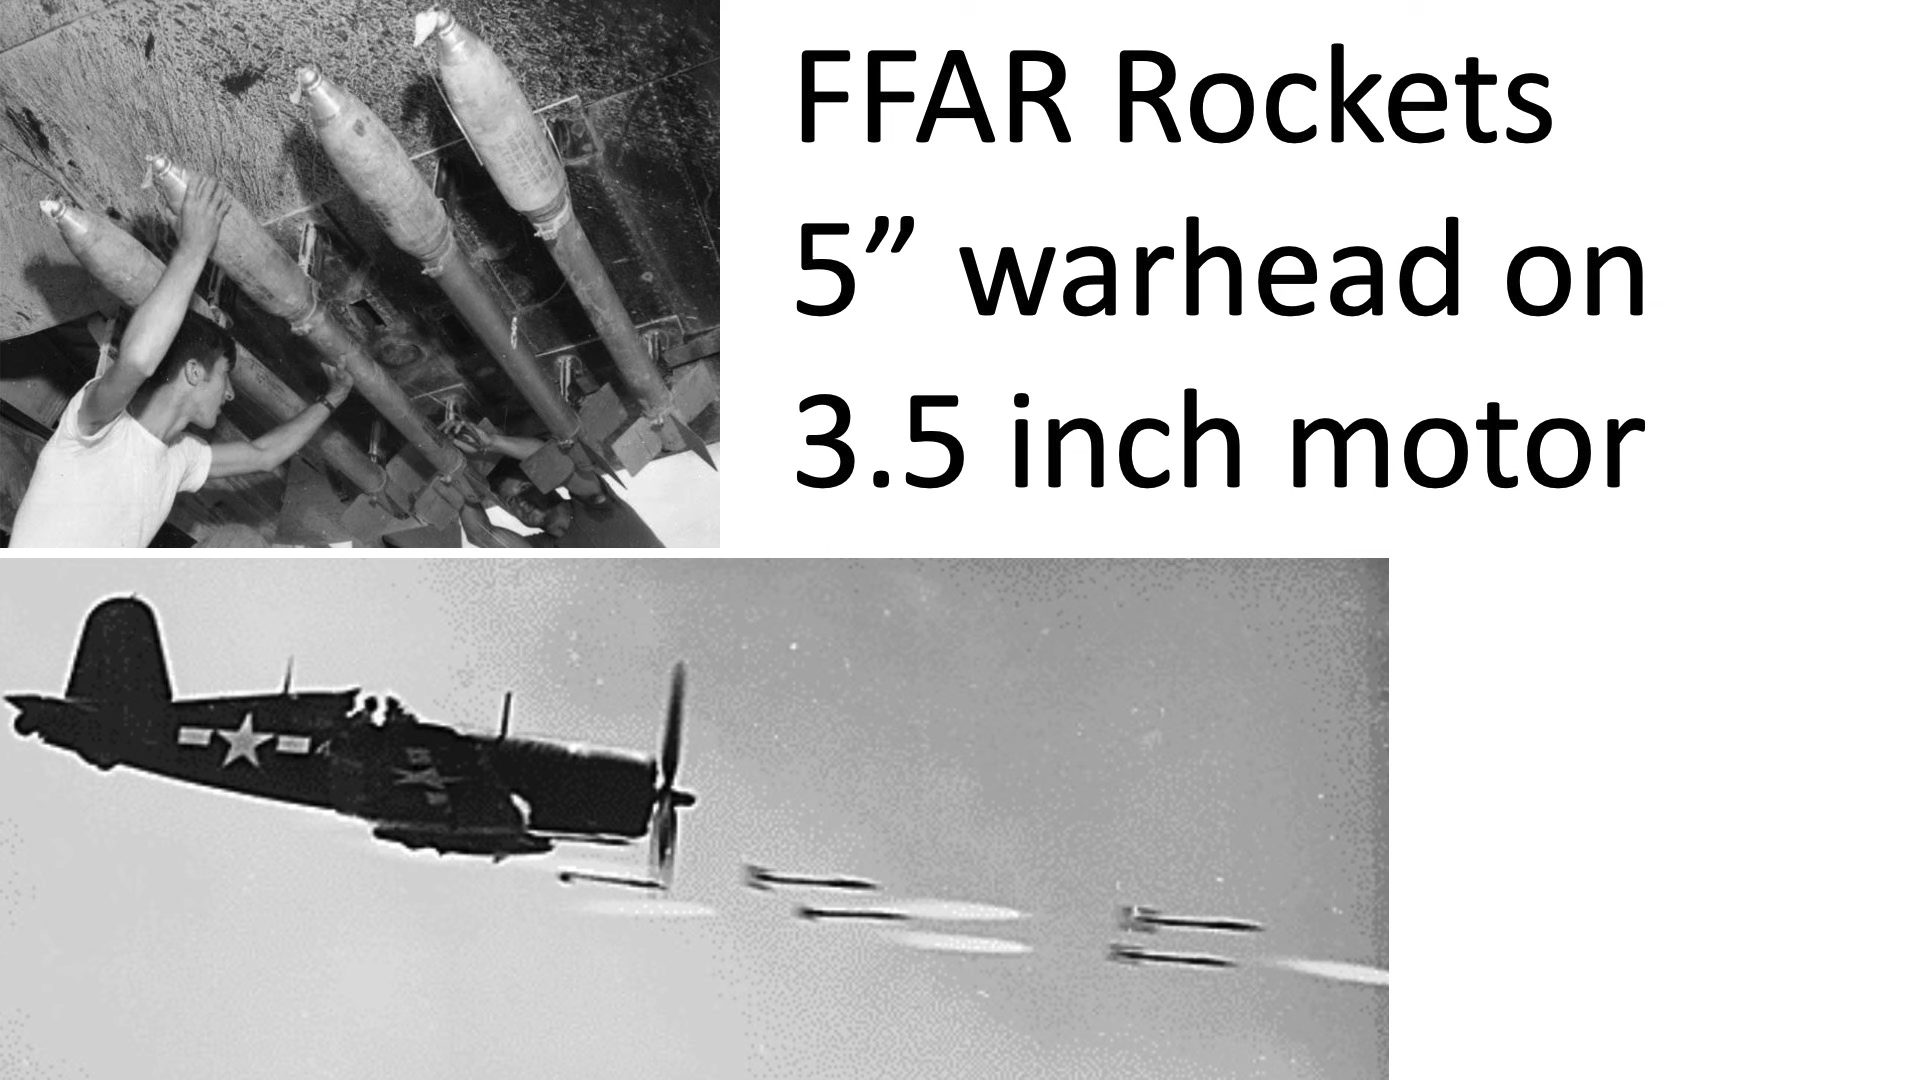 FFAR Rockets
5” warhead on
3.5 inch motor